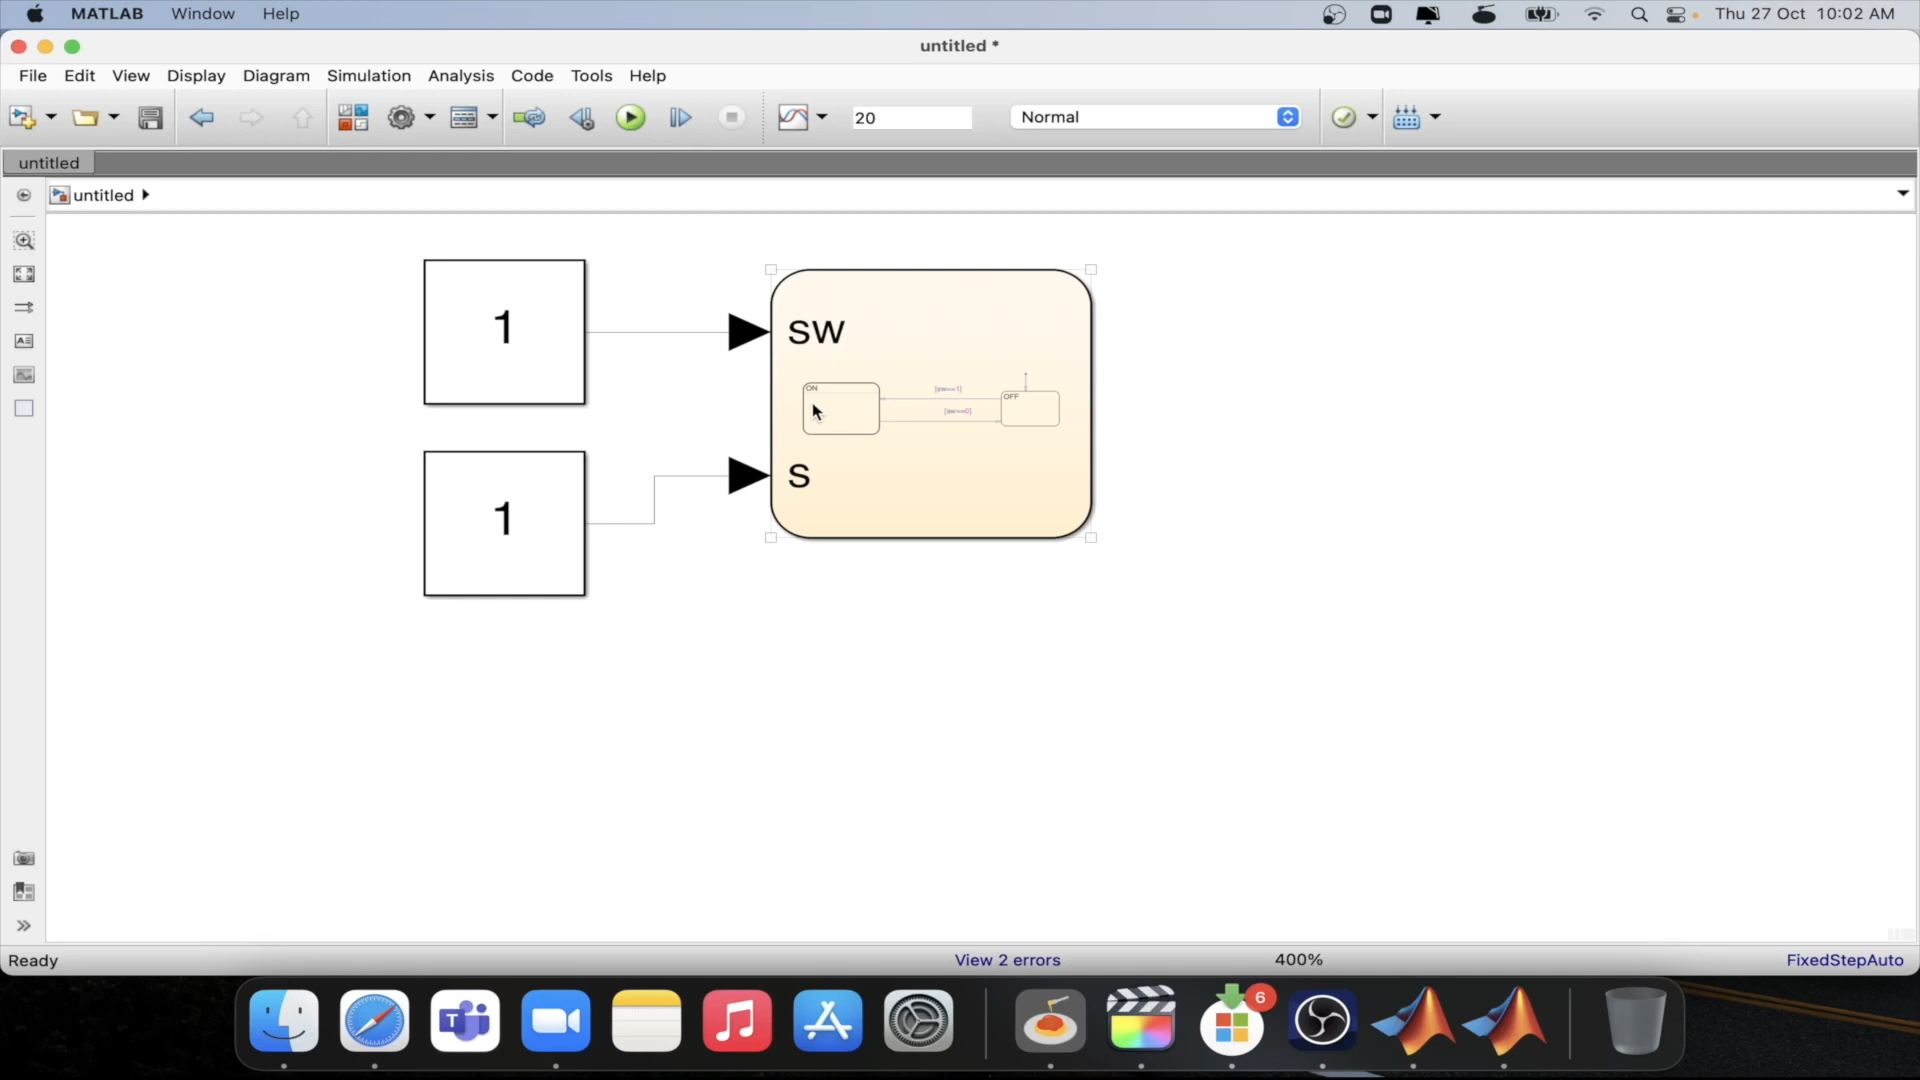 MATLAB Window Help Thu 27 Oct 10:02 AM
untitled *
File Edit View Display Diagram Simulation Analysis Code Tools Help
20 Normal
untitled
untitled
1
SW
ON
OFF
1
S
Ready View 2 errors 400% FixedStepAuto
6